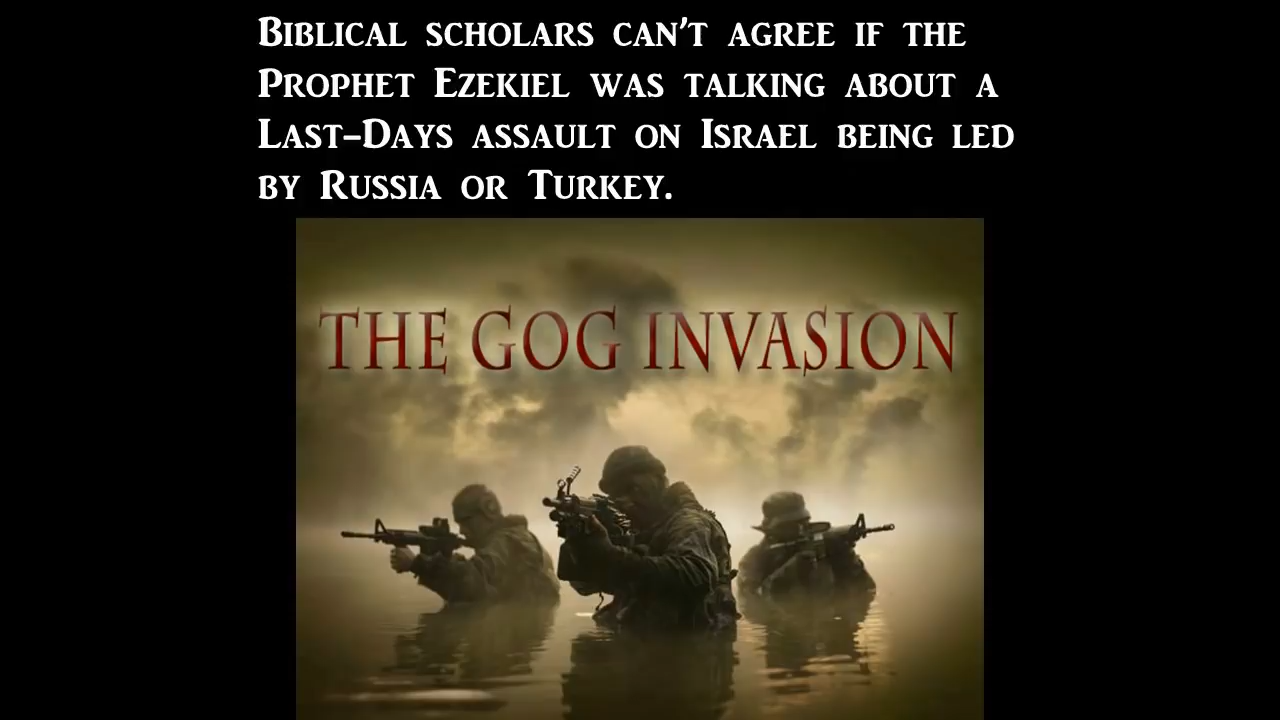 Biblical scholars can't agree if the
Prophet Ezekiel was talking about a
Last-Days assault on Israel being led
by Russia or Turkey.
THE GOG INVASION